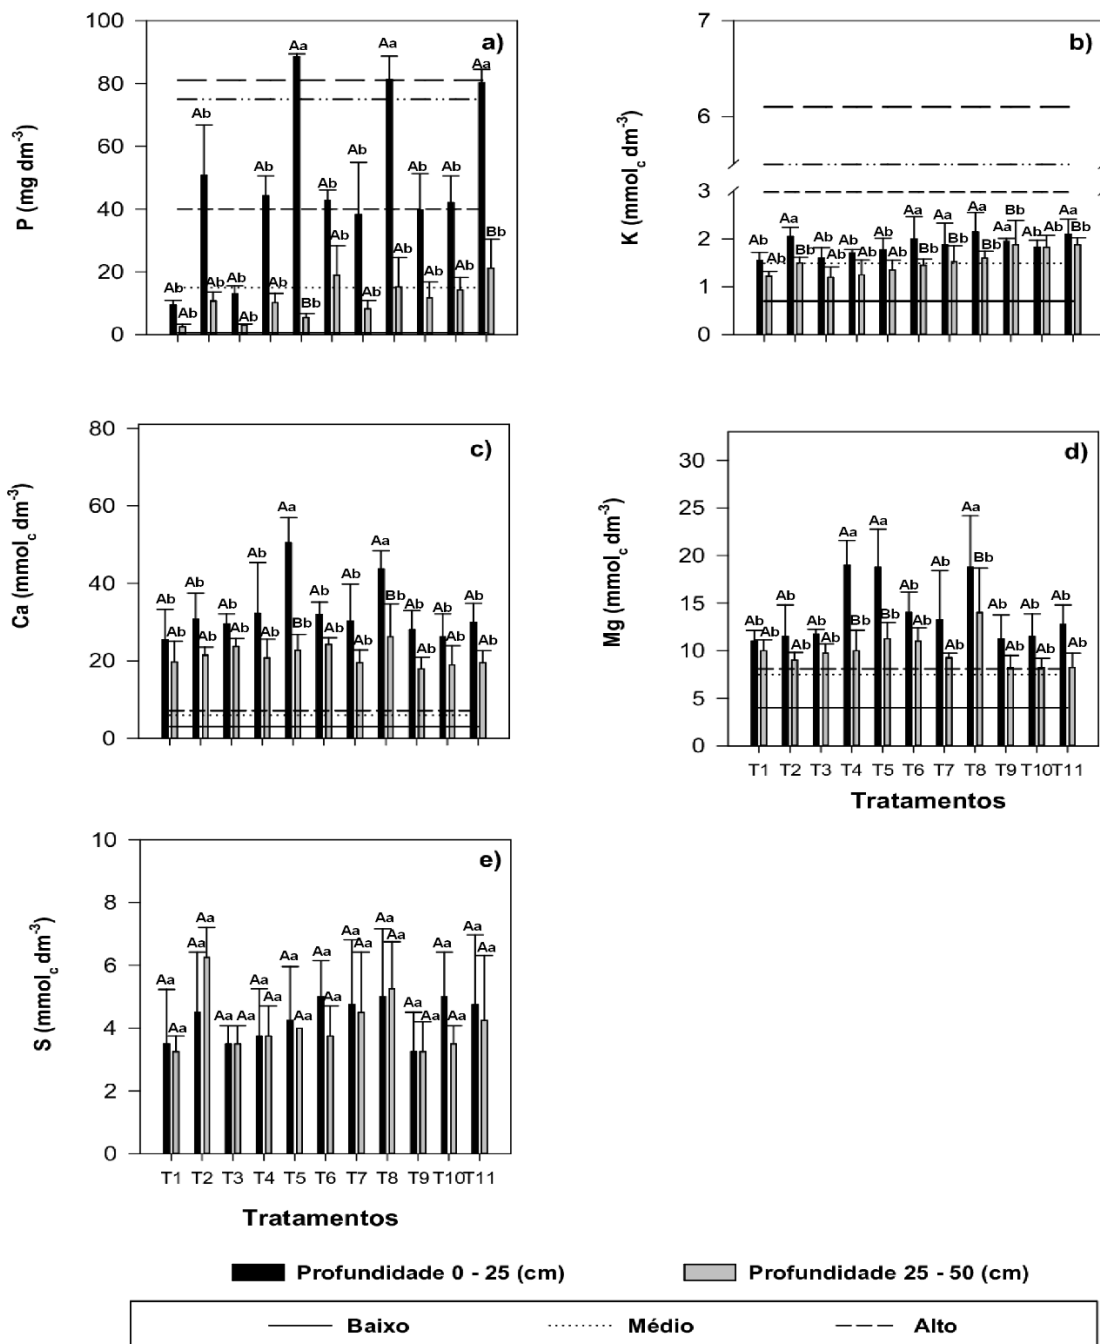 a)
P (mg dm-3)
100
80
60
40
20
0
Ab Ab Ab Ab Ab Ab Ab Ab Aa Bb Ab Ab Ab Ab Aa Ab Ab Ab Ab Ab Aa Bb
b)
K (mmolc dm-3)
7
6
3
2
1
0
Ab Ab Aa Ab Ab Ab Ab Ab Ab Ab Aa Bb Aa Bb Aa Bb Aa Bb Ab Ab Aa Ab
c)
Ca (mmolc dm-3)
80
60
40
20
0
Ab Ab Ab Ab Ab Ab Ab Ab Aa Bb Ab Ab Ab Ab Aa Bb Ab Ab Ab Ab Ab Ab
d)
Mg (mmolc dm-3)
30
25
20
15
10
5
0
Ab Ab Ab Ab Ab Ab Aa Bb Aa Bb Ab Ab Ab Ab Aa Bb Ab Ab Ab Ab Ab Ab
T1 T2 T3 T4 T5 T6 T7 T8 T9 T10 T11
Tratamentos
e)
S (mmolc dm-3)
10
8
6
4
2
0
Aa Aa Aa Aa Aa Aa Aa Aa Aa Aa Aa Aa Aa Aa Aa Aa Aa Aa Aa Aa Aa Aa
T1 T2 T3 T4 T5 T6 T7 T8 T9 T10 T11
Tratamentos
Profundidade 0 - 25 (cm) Profundidade 25 - 50 (cm)
Baixo Médio Alto